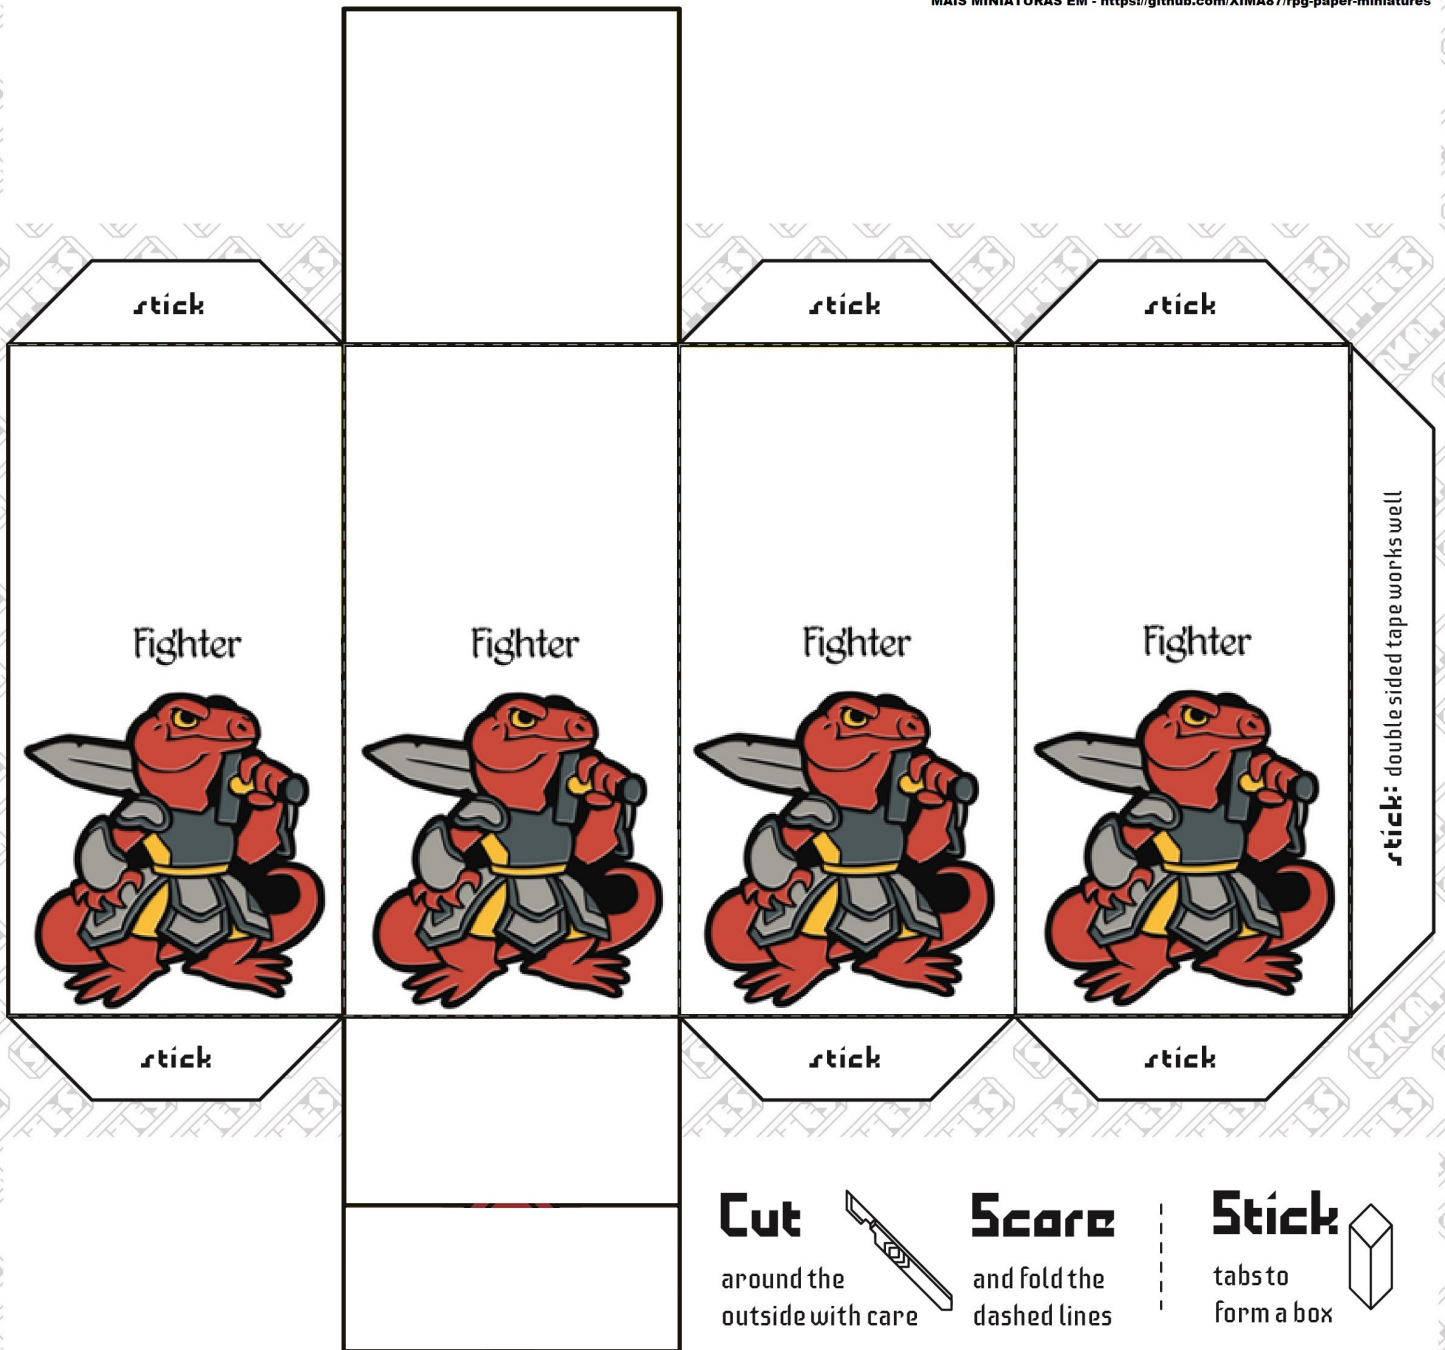 MAIS MINIATURAS EM - https://github.com/XIMA87/rpg-paper-miniatures
stick
stick
stick
Fighter
Fighter
Fighter
Fighter
stick: double sided tape works well
stick
stick
stick
Cut
around the
outside with care
Score
and fold the
dashed lines
Stick
tabs to
form a box